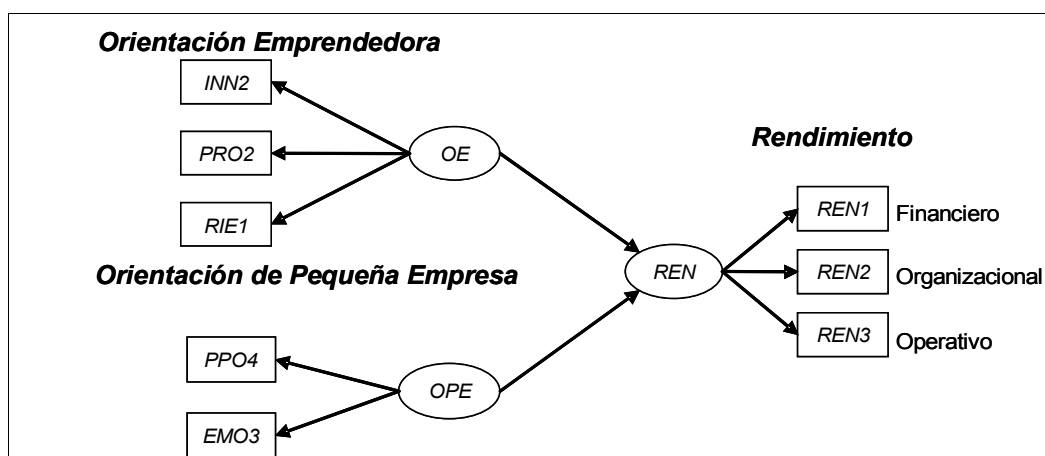 Orientación Emprendedora
INN2
PRO2
OE
RIE1
Orientación de Pequeña Empresa
PPO4
OPE
EMO3
Rendimiento
REN
REN1 Financiero
REN2 Organizacional
REN3 Operativo